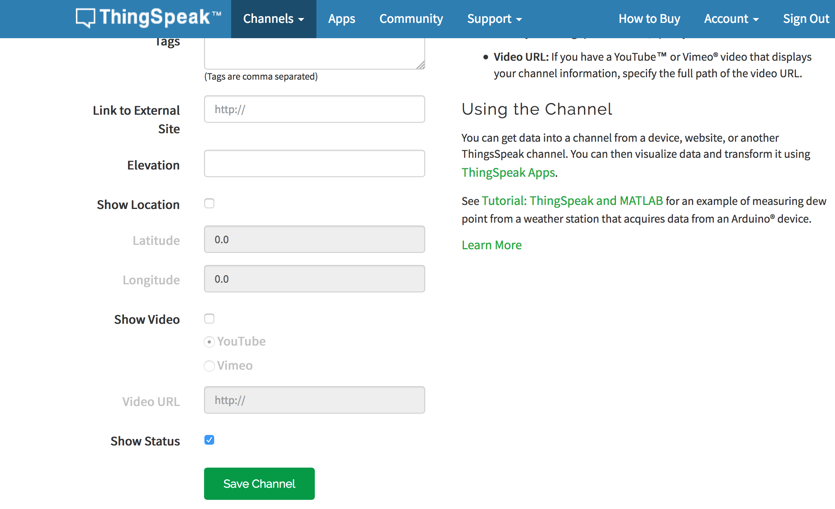 ThingSpeak™ Channels Apps Community Support How to Buy Account Sign Out
Tags
(Tags are comma separated)
Link to External
Site
http://
Elevation
Show Location
Latitude
0.0
Longitude
0.0
Show Video
YouTube
Vimeo
Video URL
http://
Show Status
Save Channel
• Video URL: If you have a YouTube™ or Vimeo® video that displays
your channel information, specify the full path of the video URL.
Using the Channel
You can get data into a channel from a device, website, or another
ThingsSpeak channel. You can then visualize data and transform it using
ThingSpeak Apps.
See Tutorial: ThingSpeak and MATLAB for an example of measuring dew
point from a weather station that acquires data from an Arduino® device.
Learn More